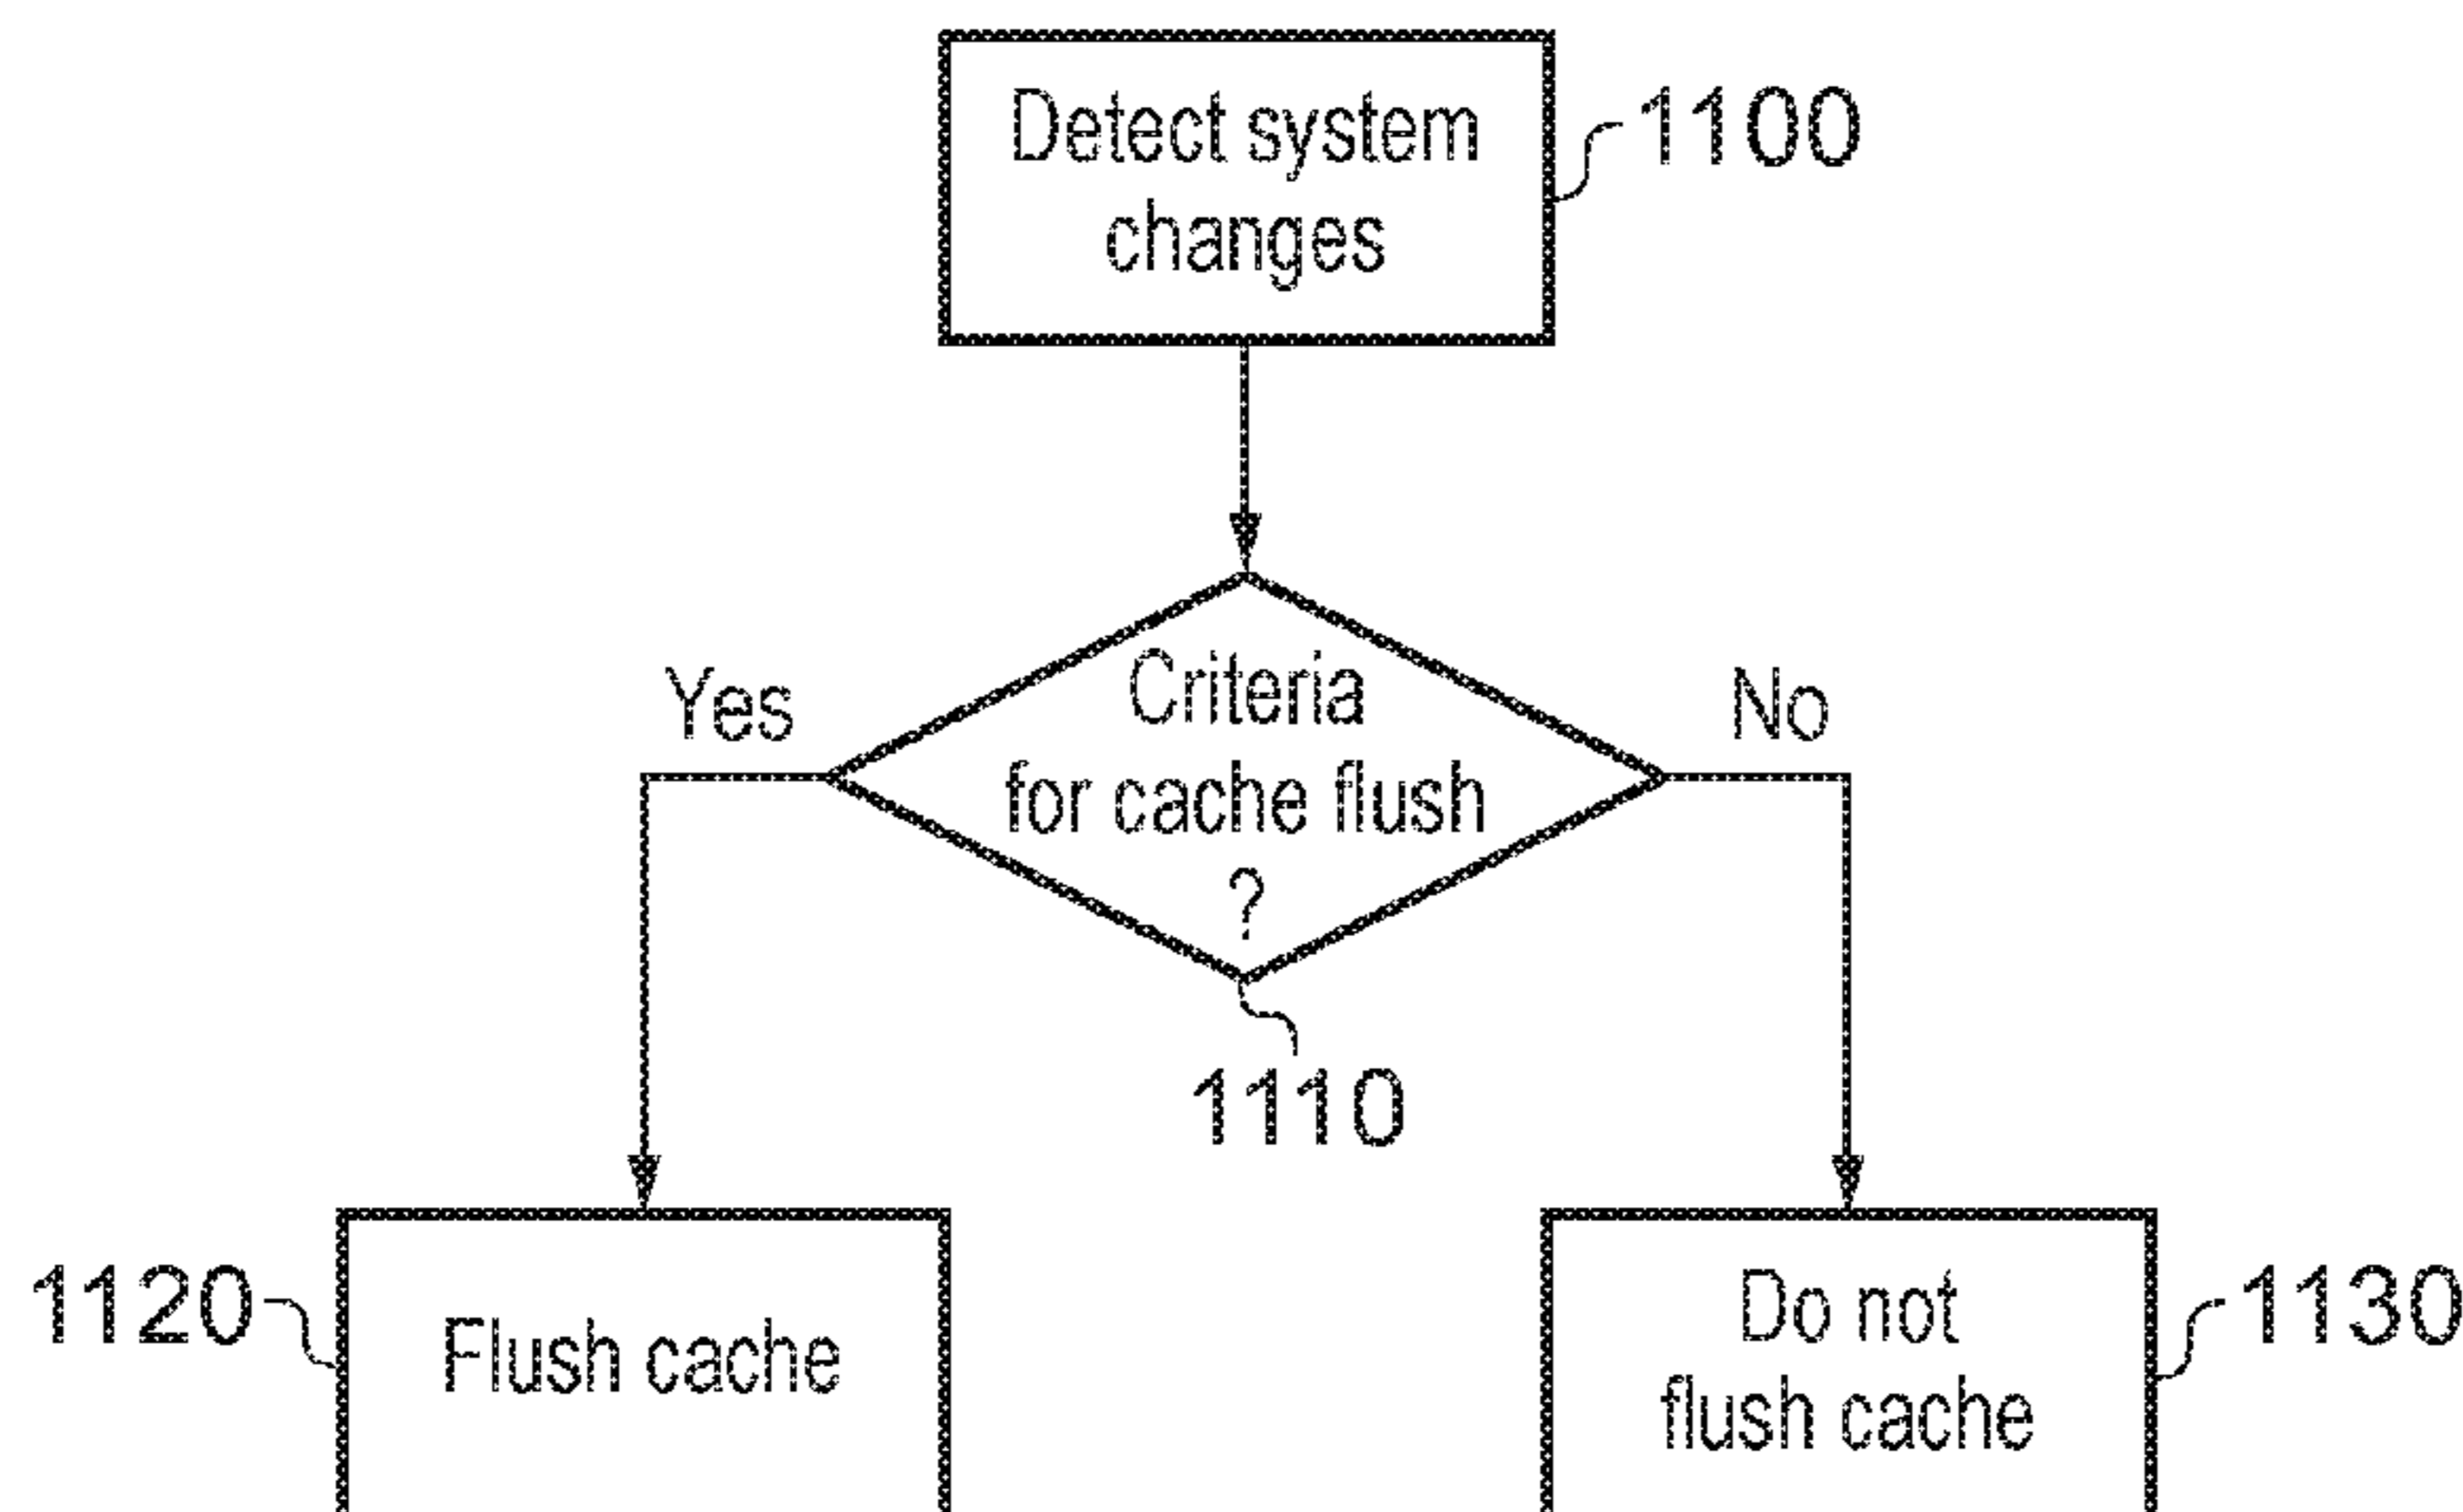 Detect system
changes
1100
Criteria
for cache flush
?
Yes
No
1110
1120
Flush cache
Do not
flush cache
1130